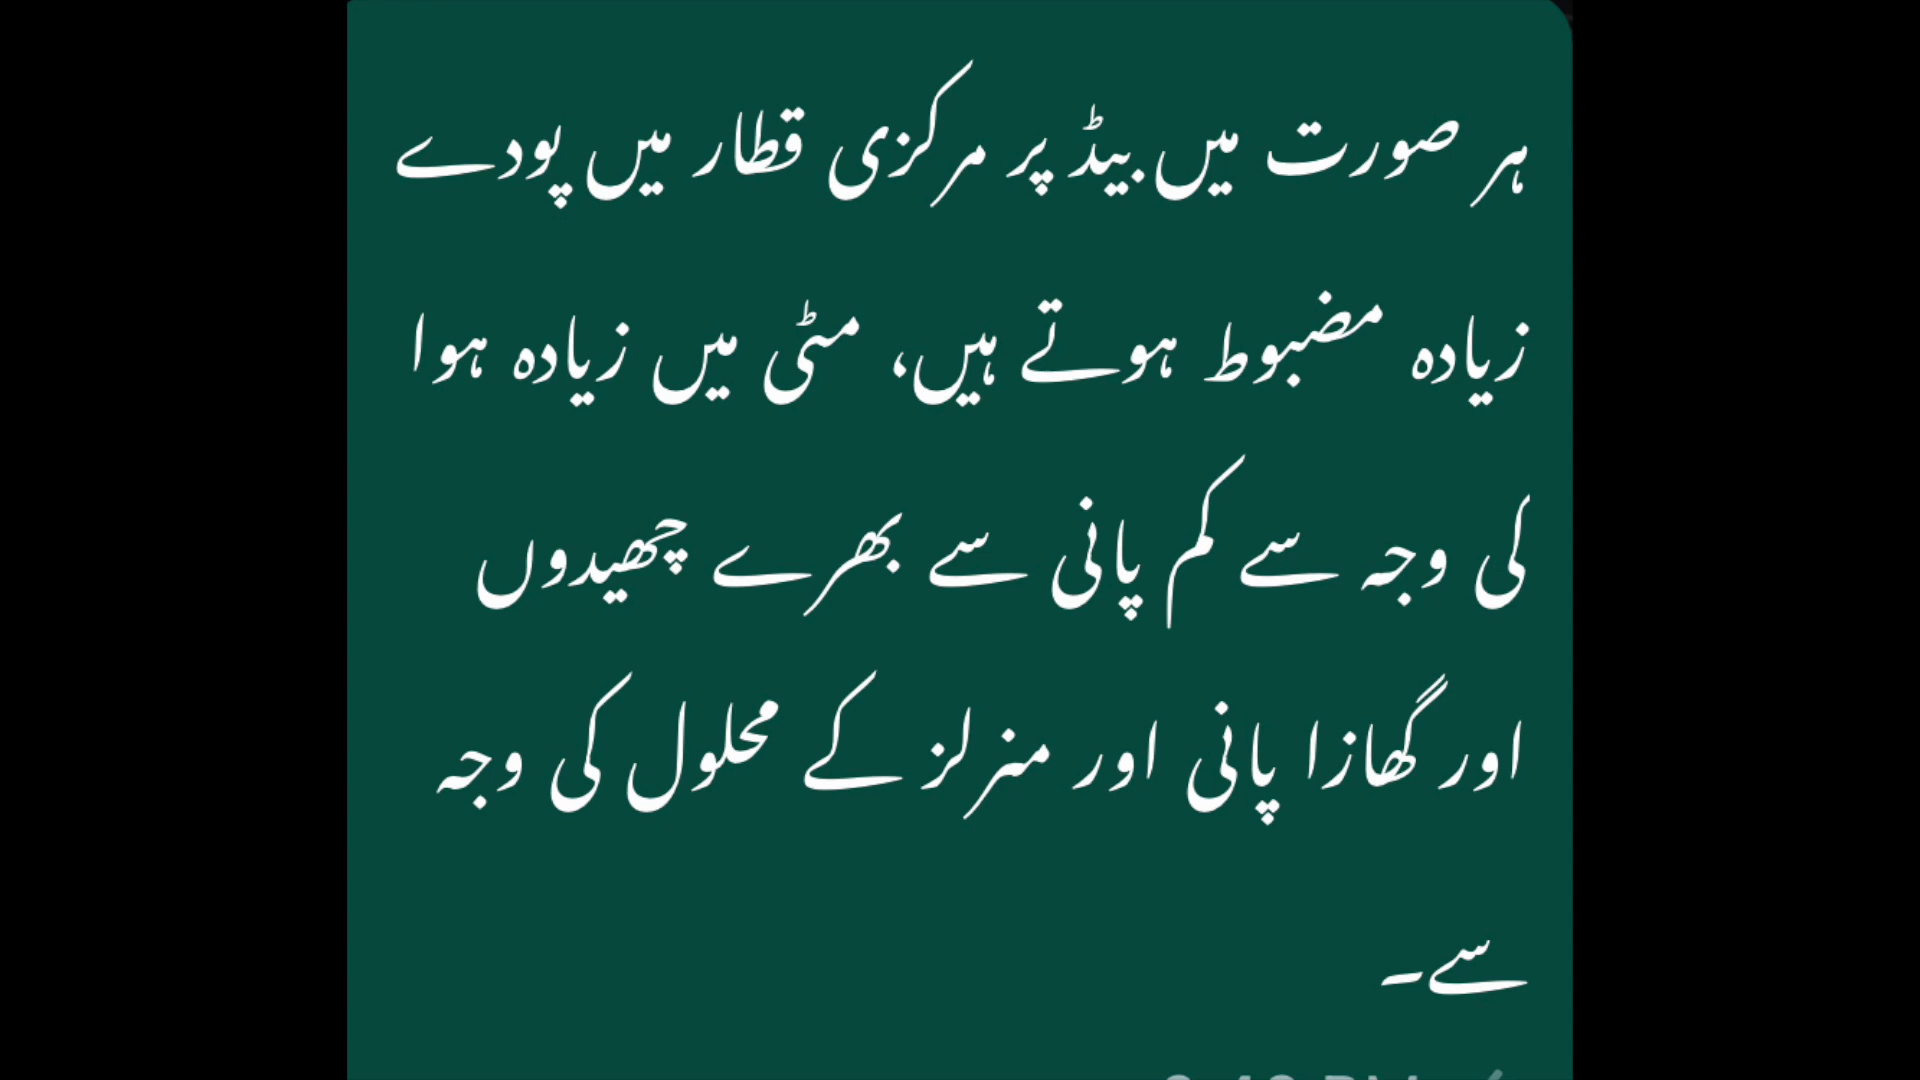 ہر صورت میں بیڈ پر مرکزی قطار میں پودے
زیادہ مضبوط ہوتے ہیں، مٹی میں زیادہ ہوا
کی وجہ سے کم پانی سے بھرے چھیدوں
اور گھازا پانی اور منرلز کے محلول کی وجہ
سے۔